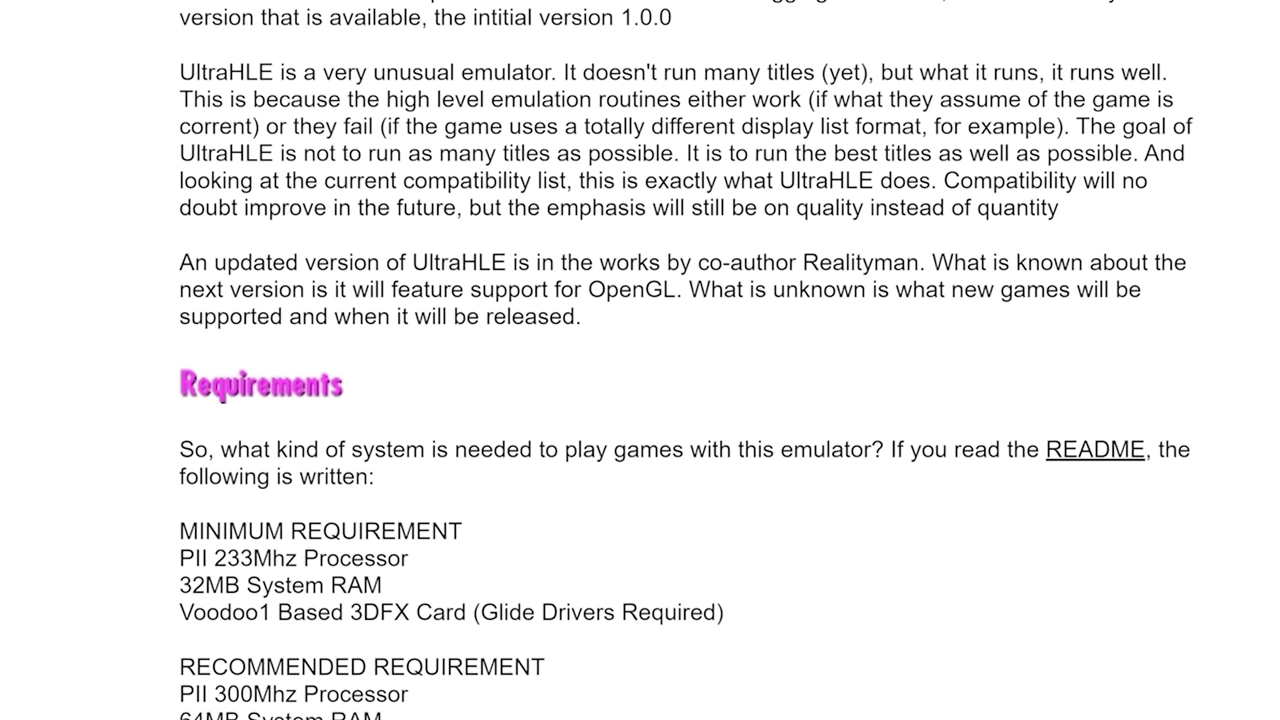 version that is available, the intitial version 1.0.0
UltraHLE is a very unusual emulator. It doesn't run many titles (yet), but what it runs, it runs well.
This is because the high level emulation routines either work (if what they assume of the game is
corrent) or they fail (if the game uses a totally different display list format, for example). The goal of
UltraHLE is not to run as many titles as possible. It is to run the best titles as well as possible. And
looking at the current compatibility list, this is exactly what UltraHLE does. Compatibility will no
doubt improve in the future, but the emphasis will still be on quality instead of quantity
An updated version of UltraHLE is in the works by co-author Realityman. What is known about the
next version is it will feature support for OpenGL. What is unknown is what new games will be
supported and when it will be released.
Requirements
So, what kind of system is needed to play games with this emulator? If you read the README, the
following is written:
MINIMUM REQUIREMENT
PII 233Mhz Processor
32MB System RAM
Voodoo1 Based 3DFX Card (Glide Drivers Required)
RECOMMENDED REQUIREMENT
PII 300Mhz Processor
64MB System RAM